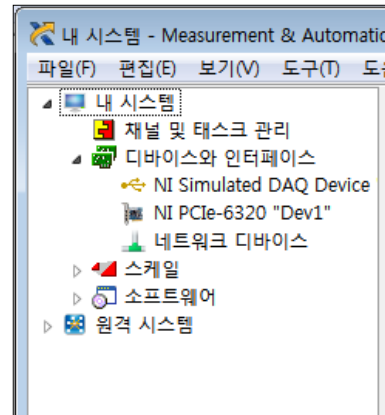 내 시스템 - Measurement & Automatic
파일(F) 편집(E) 보기(V) 도구(T)
내 시스템
채널 및 태스크 관리
디바이스와 인터페이스
NI Simulated DAQ Device
NI PCIe-6320 "Dev1"
네트워크 디바이스
스케일
소프트웨어
원격 시스템